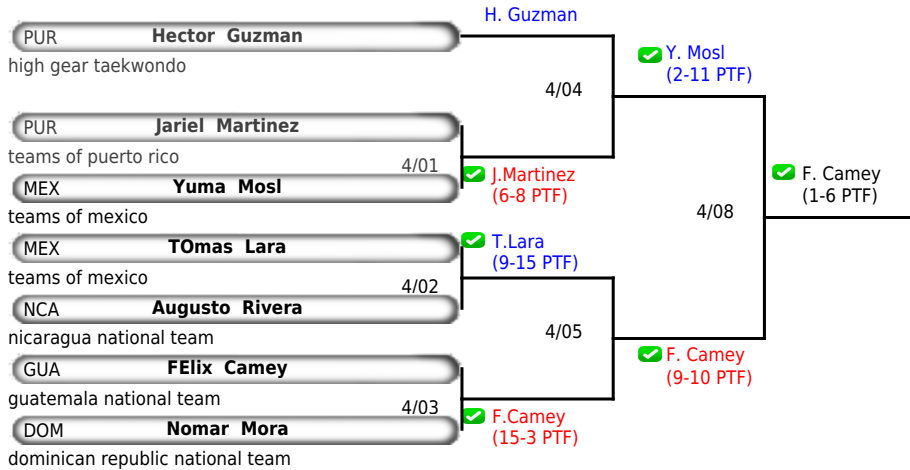 H. Guzman
PUR Hector Guzman
high gear taekwondo
Y. Mosl
(2-11 PTF)
4/04
PUR Jariel Martinez
teams of puerto rico
4/01
J.Martinez
(6-8 PTF)
MEX Yuma Mosl
teams of mexico
F. Camey
(1-6 PTF)
4/08
MEX TOmas Lara
teams of mexico
T.Lara
(9-15 PTF)
4/02
NCA Augusto Rivera
nicaragua national team
4/05
GUA FElix Camey
guatemala national team
F. Camey
(9-10 PTF)
4/03
DOM Nomar Mora
dominican republic national team
F.Camey
(15-3 PTF)